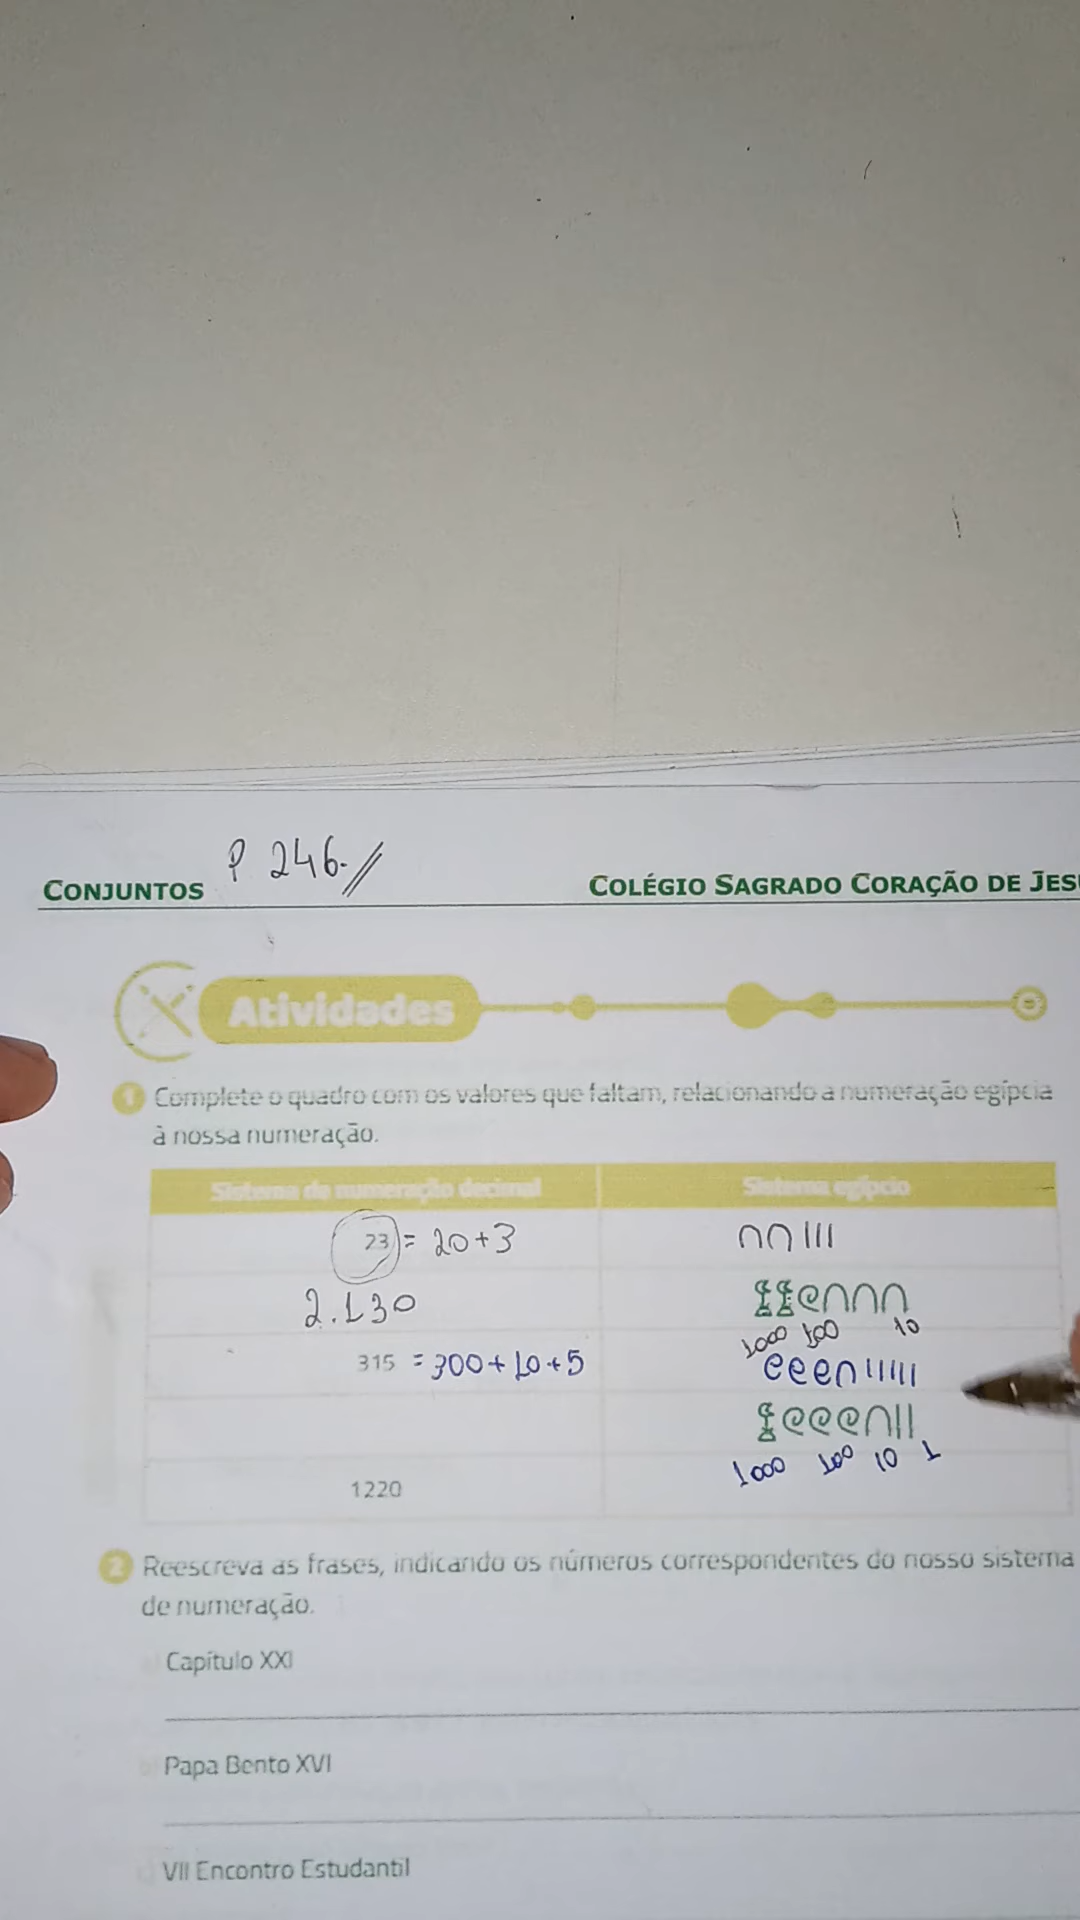 P 246.//
CONJUNTOS COLÉGIO SAGRADO CORAÇÃO DE JES
Atividades
1 Complete o quadro com os valores que faltam, relacionando a numeração egípcia
à nossa numeração.
Sistema de numeração decimal Sistema egípcio
23 = 20+3 ∩∩III
2.130
1000 100 10
315 = 300+10+5
1000 100 10 1
1220
2 Reescreva as frases, indicando os números correspondentes do nosso sistema
de numeração.
Capítulo XXI
Papa Bento XVI
VII Encontro Estudantil